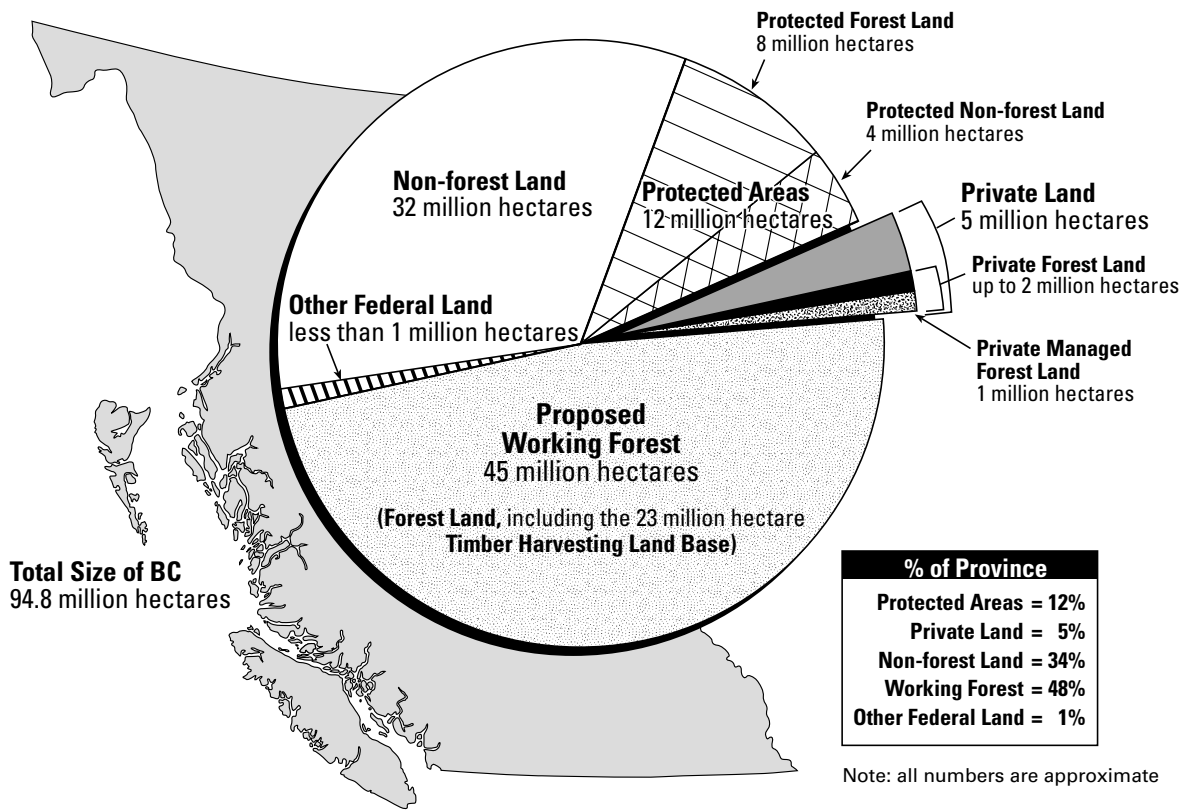 Protected Forest Land
8 million hectares
Protected Non-forest Land
4 million hectares
Non-forest Land
32 million hectares
Protected Areas
12 million hectares
Private Land
5 million hectares
Private Forest Land
up to 2 million hectares
Other Federal Land
less than 1 million hectares
Private Managed
Forest Land
1 million hectares
Proposed
Working Forest
45 million hectares
(Forest Land, including the 23 million hectare
Timber Harvesting Land Base)
Total Size of BC
94.8 million hectares
% of Province
Protected Areas = 12%
Private Land = 5%
Non-forest Land = 34%
Working Forest = 48%
Other Federal Land = 1%
Note: all numbers are approximate